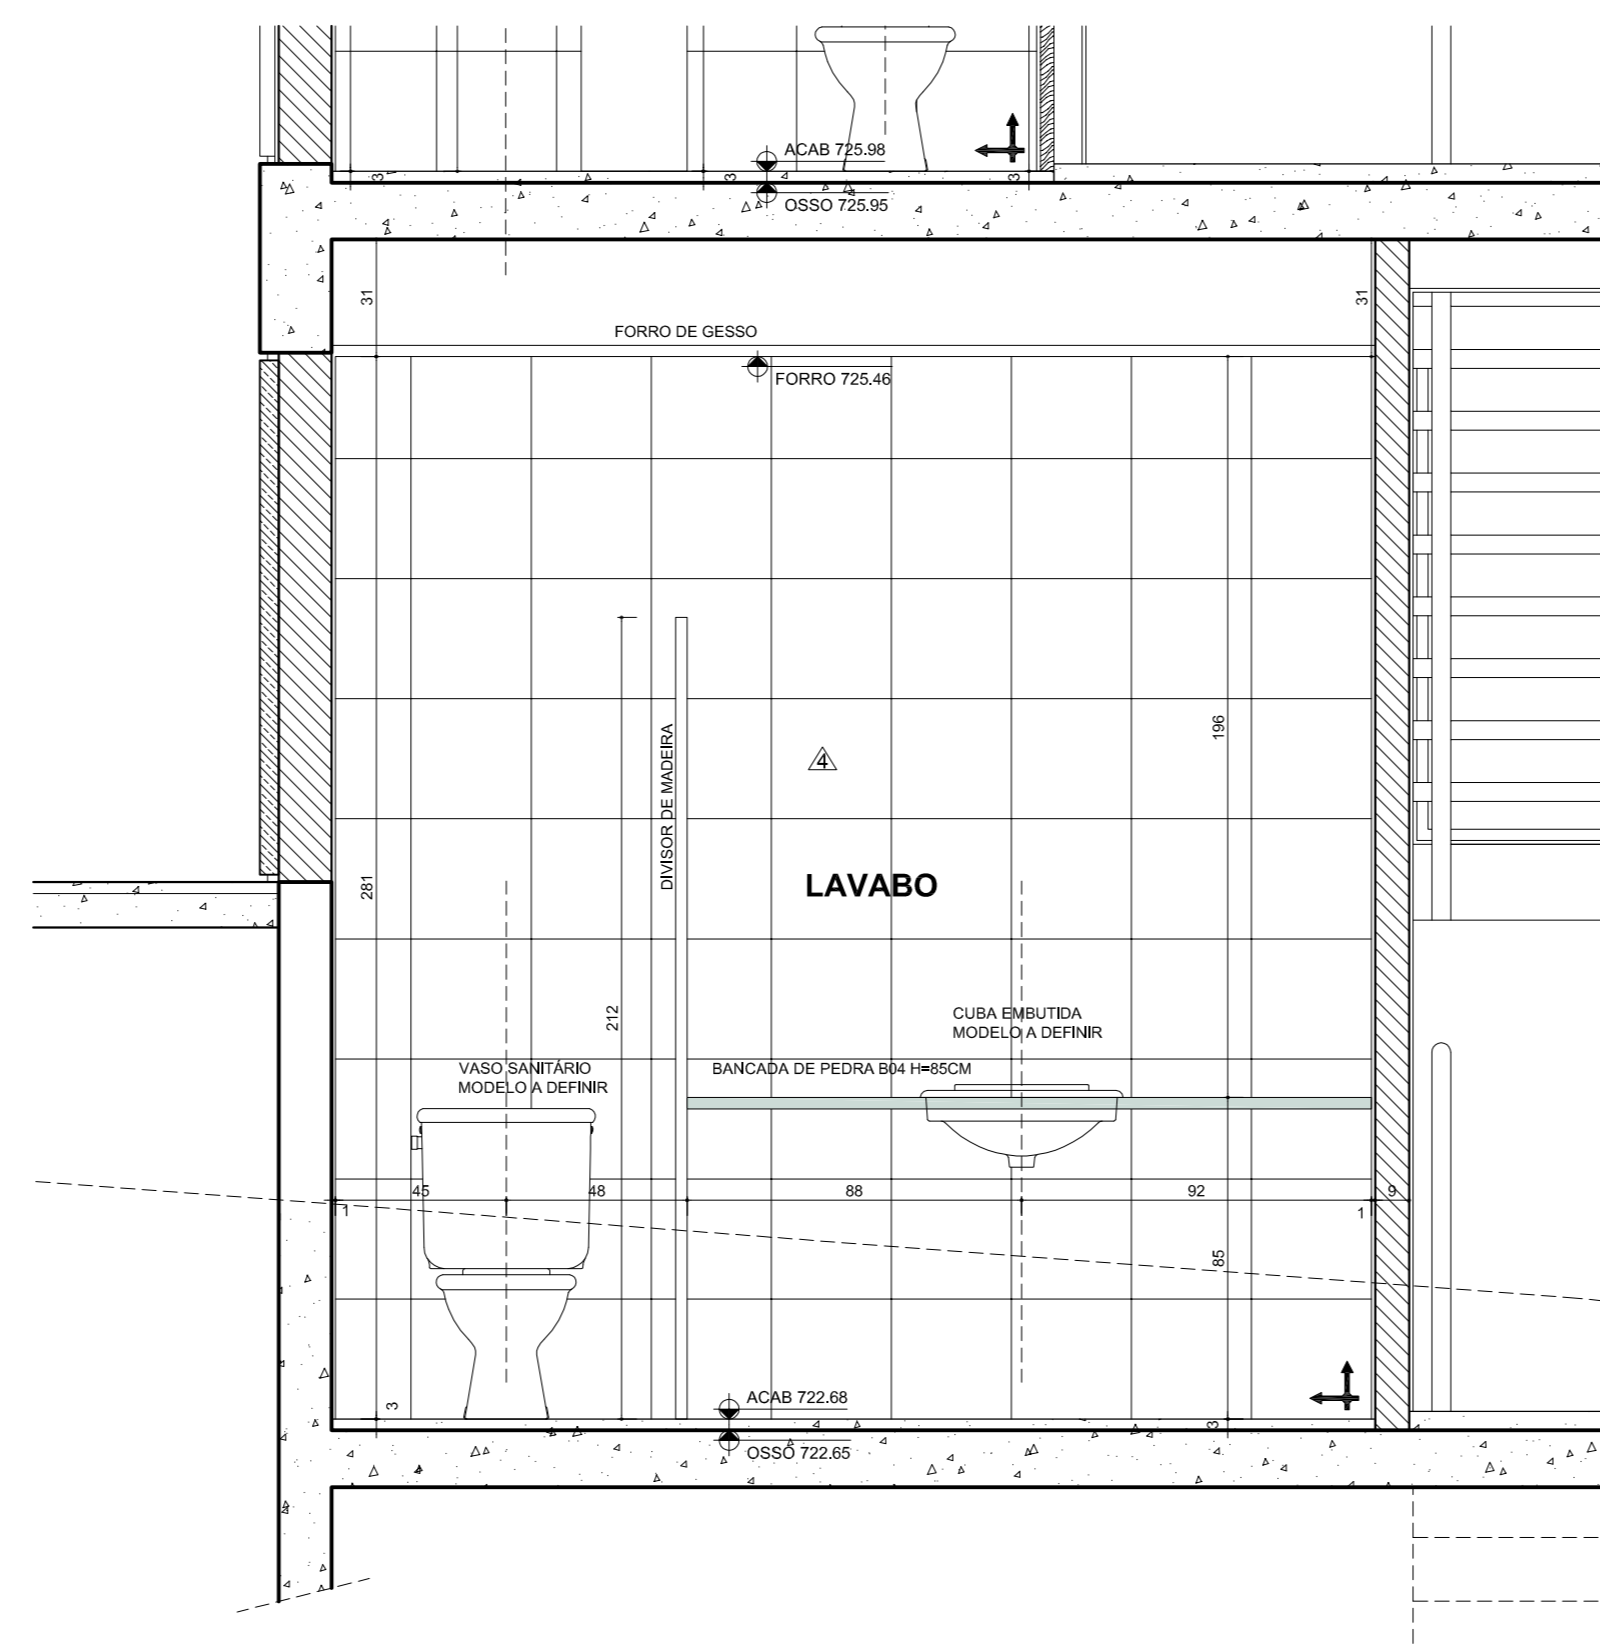 ACAB 725.98
3
3
3
OSSO 725.95
31
31
FORRO DE GESSO
FORRO 725.46
DIVISOR DE MADEIRA
196
4
LAVABO
281
212
CUBA EMBUTIDA
MODELO A DEFINIR
VASO SANITÁRIO
MODELO A DEFINIR
BANCADA DE PEDRA B04 H=85CM
45
48
88
92
9
1
1
85
3
ACAB 722.68
3
OSSO 722.65